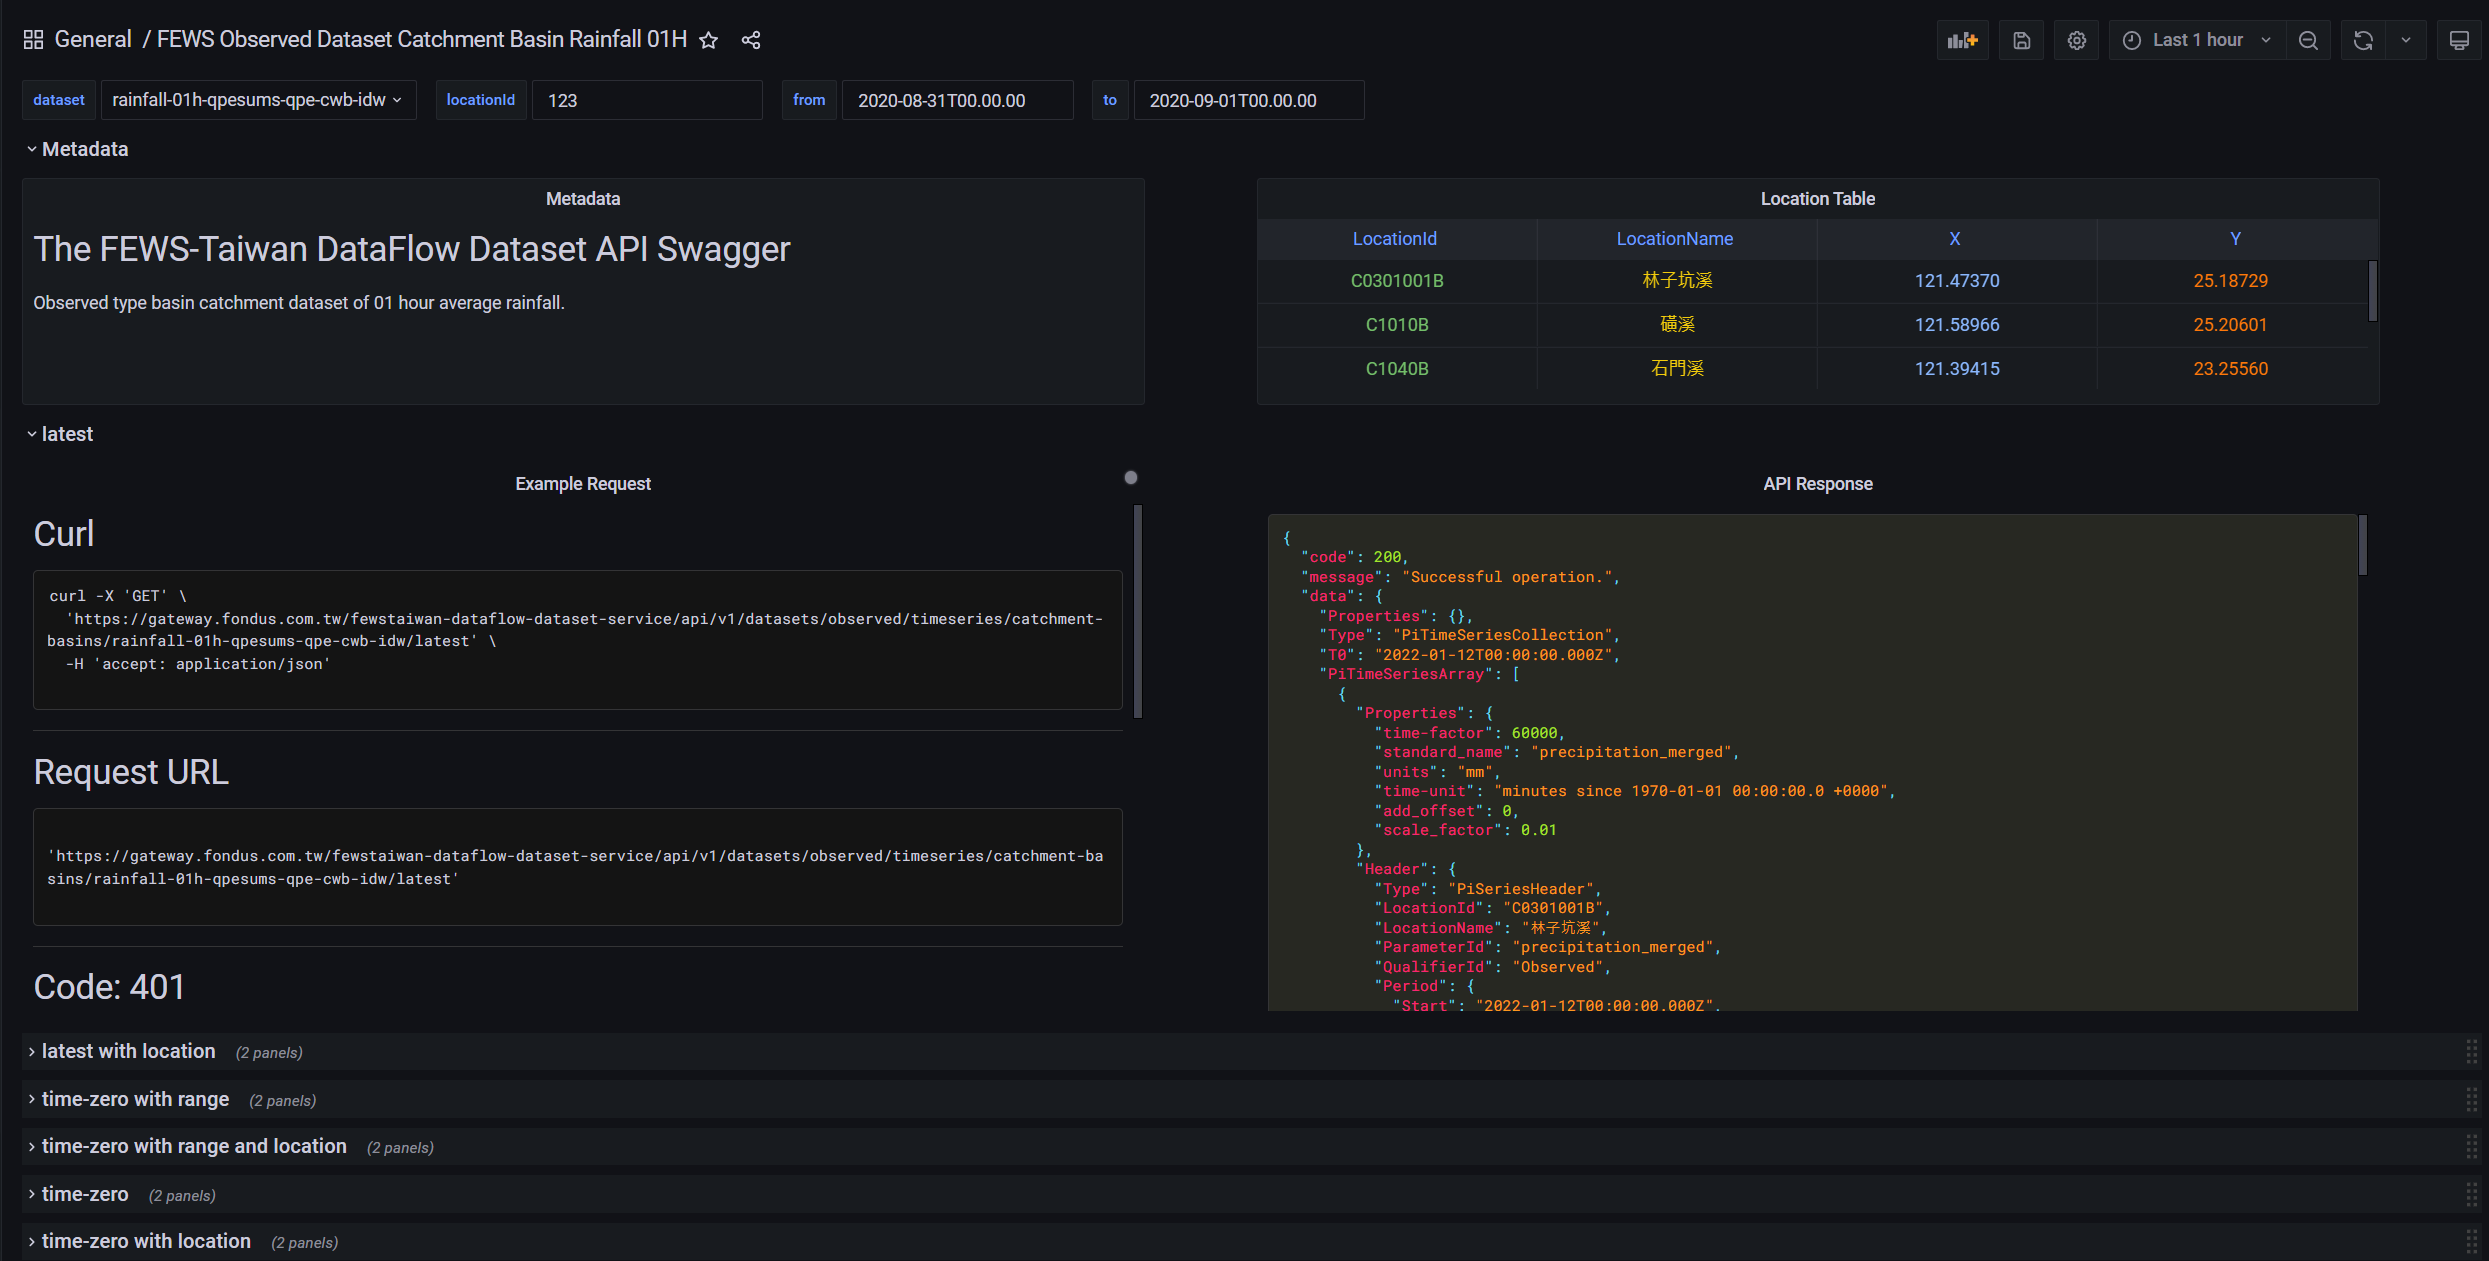 General / FEWS Observed Dataset Catchment Basin Rainfall 01H
Last 1 hour
dataset rainfall-01h-qpesums-qpe-cwb-idw locationId 123 from 2020-08-31T00.00.00 to 2020-09-01T00.00.00
Metadata
Metadata
The FEWS-Taiwan DataFlow Dataset API Swagger
Observed type basin catchment dataset of 01 hour average rainfall.
Location Table
LocationId LocationName X Y
C0301001B 林子坑溪 121.47370 25.18729
C1010B 磺溪 121.58966 25.20601
C1040B 石門溪 121.39415 23.25560
latest
Example Request
Curl
curl -X 'GET' \
'https://gateway.fondus.com.tw/fewstaiwan-dataflow-dataset-service/api/v1/datasets/observed/timeseries/catchment-
basins/rainfall-01h-qpesums-qpe-cwb-idw/latest' \
-H 'accept: application/json'
Request URL
'https://gateway.fondus.com.tw/fewstaiwan-dataflow-dataset-service/api/v1/datasets/observed/timeseries/catchment-ba
sins/rainfall-01h-qpesums-qpe-cwb-idw/latest'
Code: 401
API Response
{
"code": 200,
"message": "Successful operation.",
"data": {
"Properties": {},
"Type": "PiTimeSeriesCollection",
"T0": "2022-01-12T00:00:00.000Z",
"PiTimeSeriesArray": [
{
"Properties": {
"time-factor": 60000,
"standard_name": "precipitation_merged",
"units": "mm",
"time-unit": "minutes since 1970-01-01 00:00:00.0 +0000",
"add_offset": 0,
"scale_factor": 0.01
},
"Header": {
"Type": "PiSeriesHeader",
"LocationId": "C0301001B",
"LocationName": "林子坑溪",
"ParameterId": "precipitation_merged",
"QualifierId": "Observed",
"Period": {
"Start": "2022-01-12T00:00:00.000Z",
latest with location (2 panels)
time-zero with range (2 panels)
time-zero with range and location (2 panels)
time-zero (2 panels)
time-zero with location (2 panels)